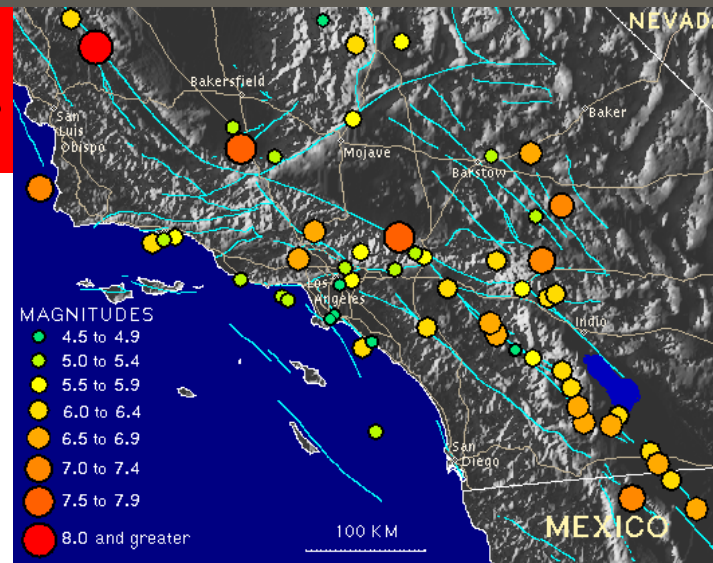 NEVAD
Bakersfield
Baker
San
Luis
Obispo
Mojave
Barstow
Los
Angeles
MAGNITUDES
4.5 to 4.9
5.0 to 5.4
5.5 to 5.9
6.0 to 6.4
6.5 to 6.9
7.0 to 7.4
7.5 to 7.9
8.0 and greater
Indio
San
Diego
100 KM
MEXICO